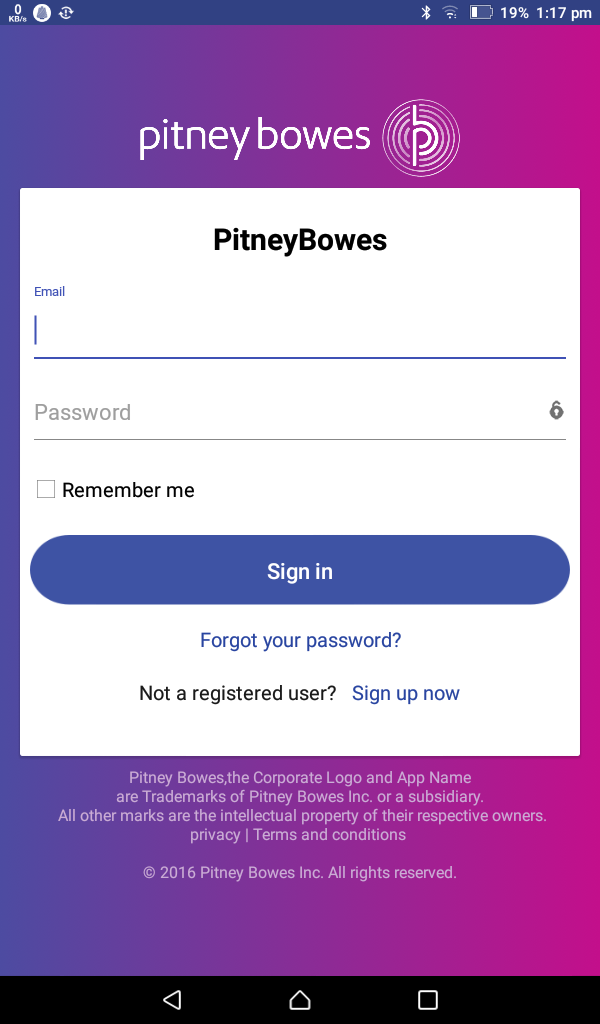 0
KB/s
19% 1:17 pm
pitney bowes
PitneyBowes
Email
Password
Remember me
Sign in
Forgot your password?
Not a registered user? Sign up now
Pitney Bowes,the Corporate Logo and App Name
are Trademarks of Pitney Bowes Inc. or a subsidiary.
All other marks are the intellectual property of their respective owners.
privacy | Terms and conditions
© 2016 Pitney Bowes Inc. All rights reserved.